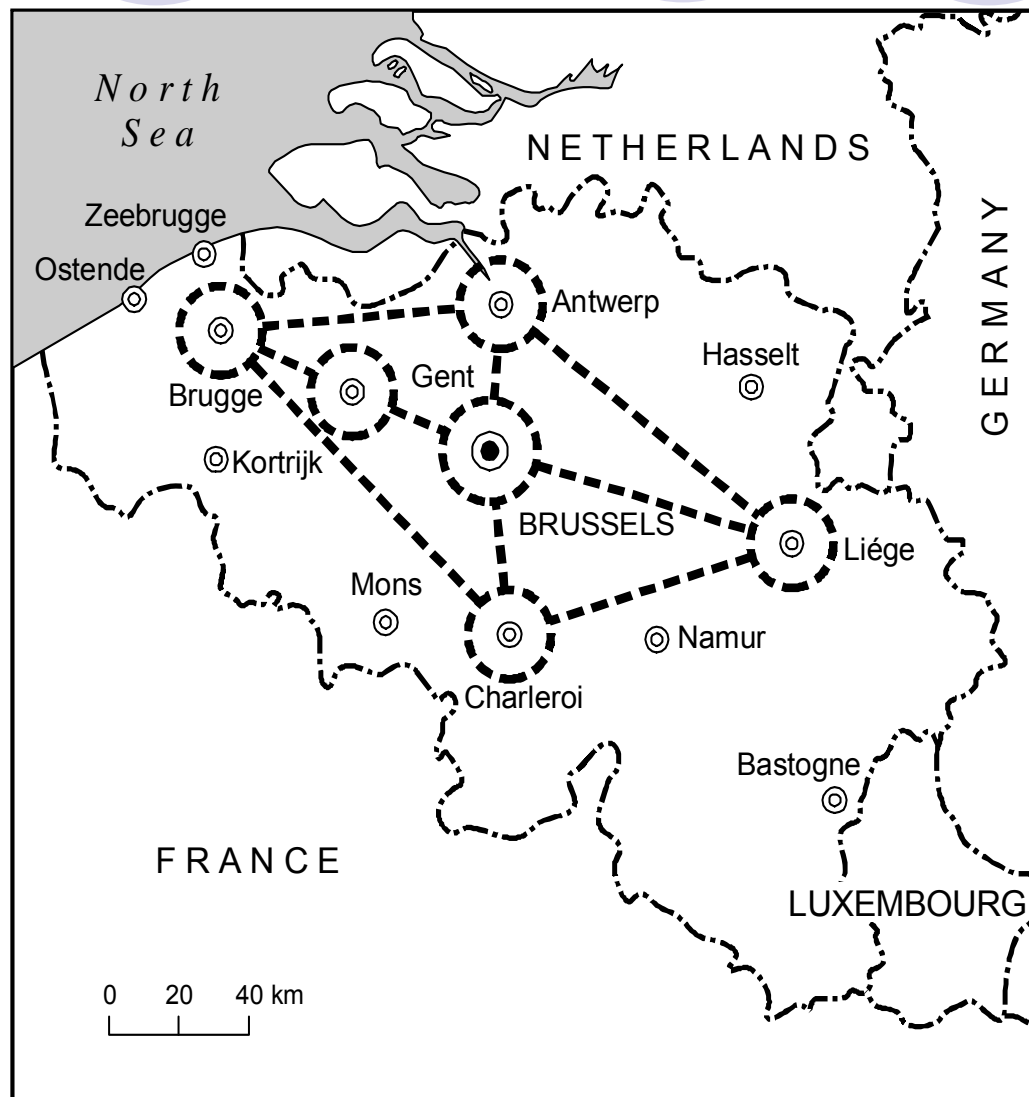 North
Sea
NETHERLANDS
GERMANY
Zeebrugge
Ostende
Antwerp
Hasselt
Gent
Brugge
Kortrijk
BRUSSELS
Liége
Mons
Namur
Charleroi
Bastogne
FRANCE
LUXEMBOURG
0 20 40 km